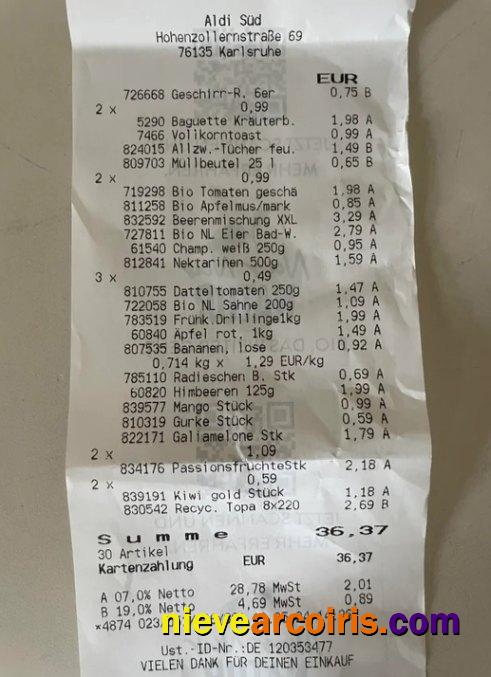 Aldi Süd
Hohenzollernstraße 69
76135 Karlsruhe
EUR
726668 Geschirr-R. 6er 0,75 B
2 x 0,99
5290 Baguette Kräuterb. 1,98 A
7466 Vollkorntoast 0,99 A
824015 Allzw.-Tücher feu. 1,49 B
809703 Müllbeutel 25 l 0,65 B
2 x 0,99
719298 Bio Tomaten geschä 1,98 A
811258 Bio Apfelmus/mark 0,85 A
832592 Beerenmischung XXL 3,29 A
727811 Bio NL Eier Bad-W. 2,79 A
61540 Champ. weiß 250g 0,95 A
812841 Nektarinen 500g 1,59 A
3 x 0,49
810755 Datteltomaten 250g 1,47 A
722058 Bio NL Sahne 200g 1,09 A
783519 Frühk.Drillinge1kg 1,99 A
60840 Apfel rot. 1kg 1,49 A
807535 Bananen, lose 0,92 A
0,714 kg x 1,29 EUR/kg
785110 Radieschen B. Stk 0,69 A
60820 Himbeeren 125g 1,99 A
839577 Mango Stück 0,99 A
810319 Gurke Stück 0,59 A
822171 Galiamelone Stk 1,79 A
2 x 1,09
834176 PassionsfruchteStk 2,18 A
2 x 0,59
839191 Kiwi gold Stück 1,18 A
830542 Recyc. Topa 8x220 2,69 B
Summe 36,37
30 Artikel
Kartenzahlung EUR 36,37
A 07,0% Netto 28,78 MwSt 2,01
B 19,0% Netto 4,69 MwSt 0,89
*4874 023
nievearcoiris.com
Ust.-ID-Nr.:DE 120353477
VIELEN DANK FÜR DEINEN EINKAUF